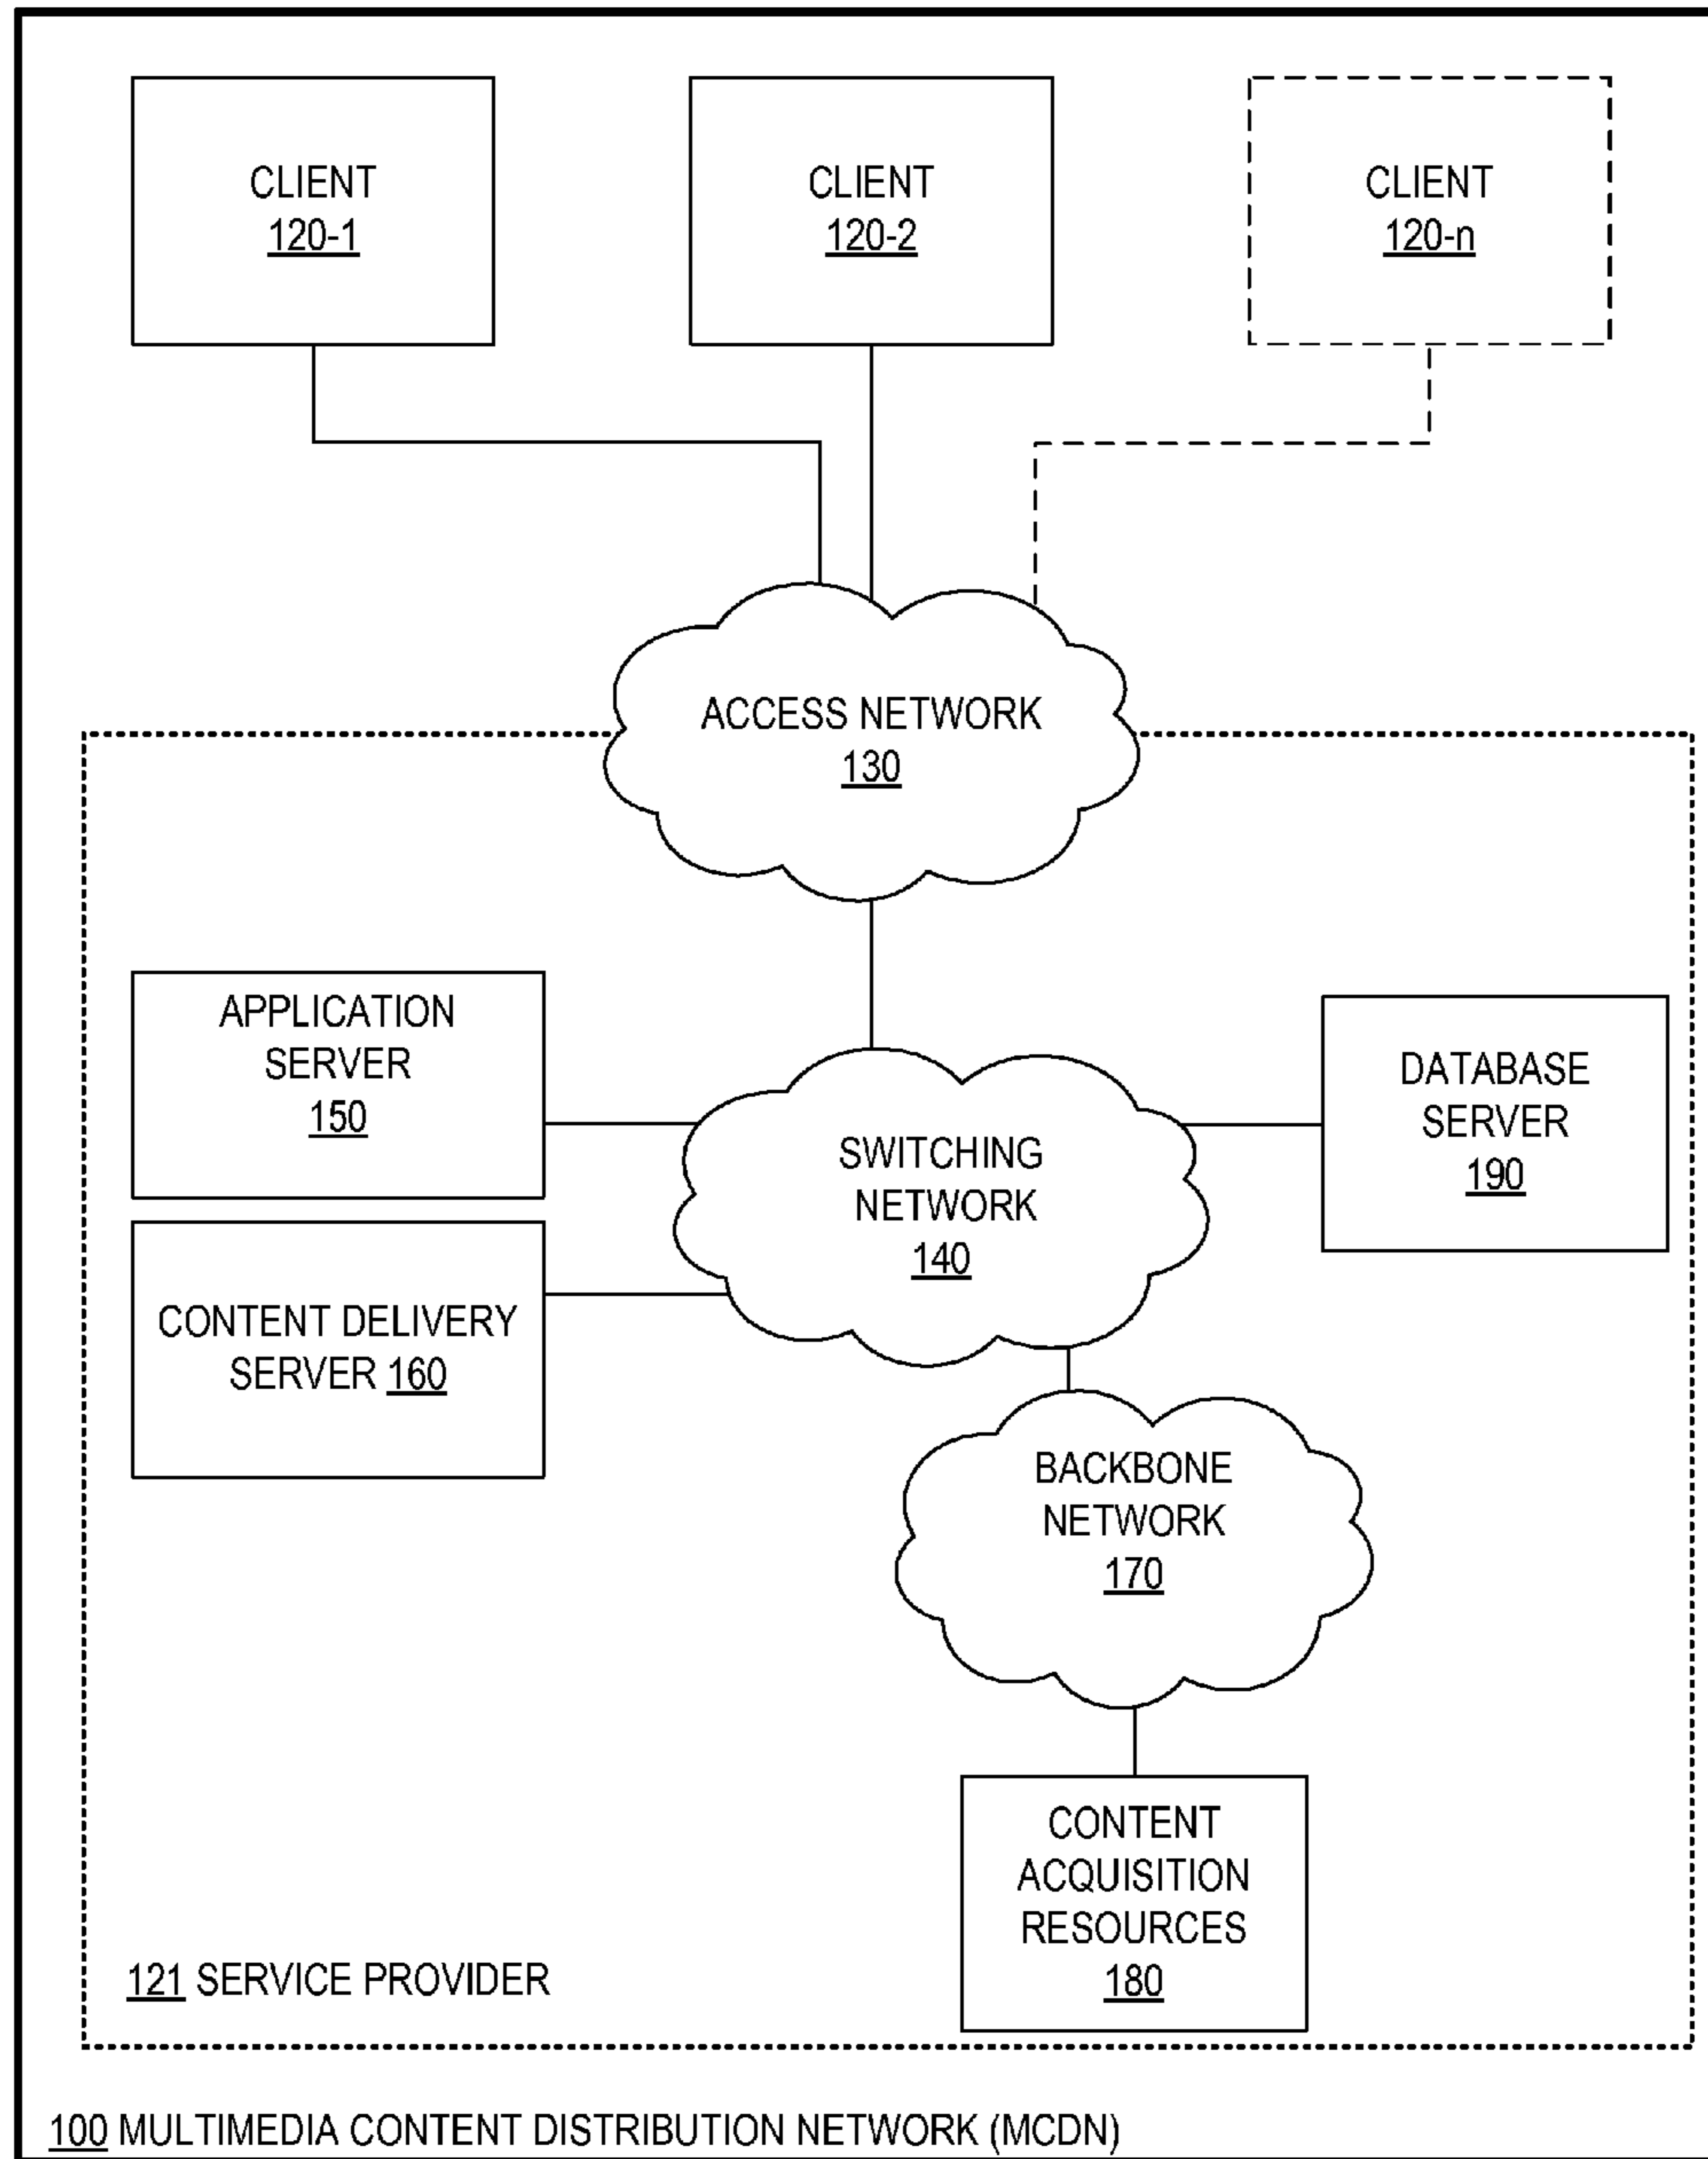 CLIENT
120-1
CLIENT
120-2
CLIENT
120-n
ACCESS NETWORK
130
APPLICATION
SERVER
150
DATABASE
SERVER
190
SWITCHING
NETWORK
140
CONTENT DELIVERY
SERVER 160
BACKBONE
NETWORK
170
CONTENT
ACQUISITION
RESOURCES
180
121 SERVICE PROVIDER
100 MULTIMEDIA CONTENT DISTRIBUTION NETWORK (MCDN)